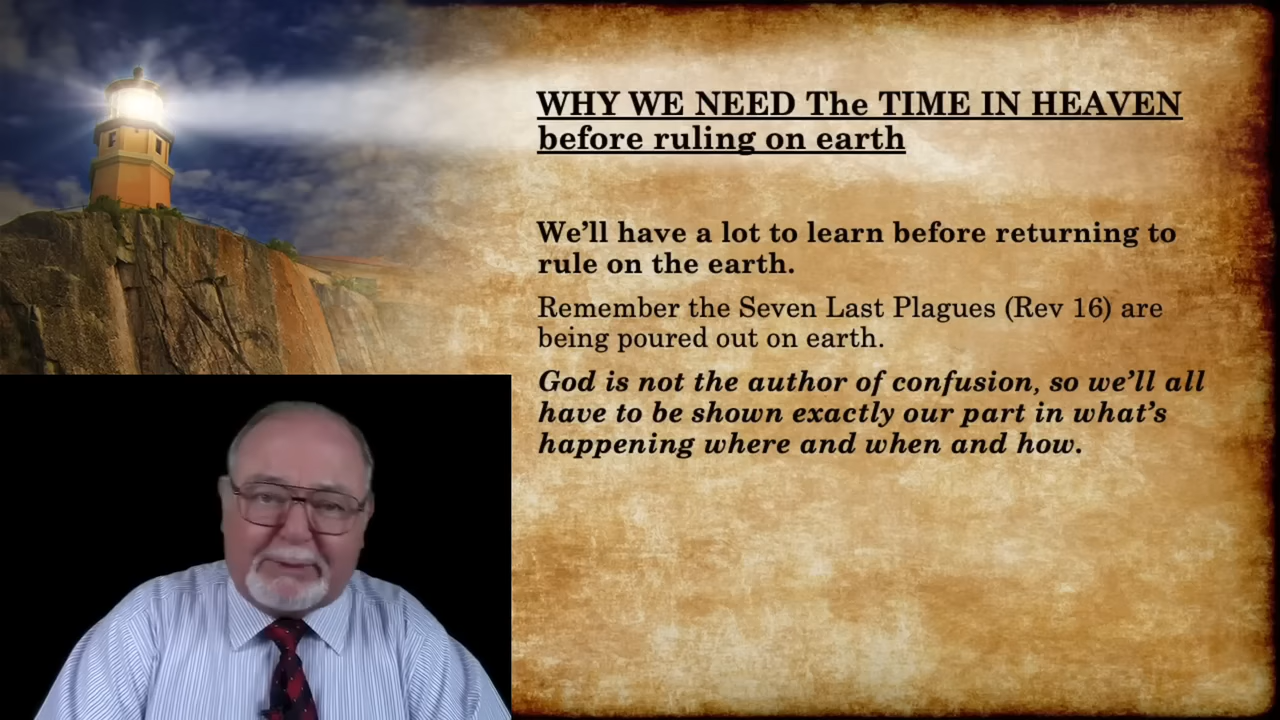 WHY WE NEED The TIME IN HEAVEN
before ruling on earth
We’ll have a lot to learn before returning to
rule on the earth.
Remember the Seven Last Plagues (Rev 16) are
being poured out on earth.
God is not the author of confusion, so we’ll all
have to be shown exactly our part in what’s
happening where and when and how.